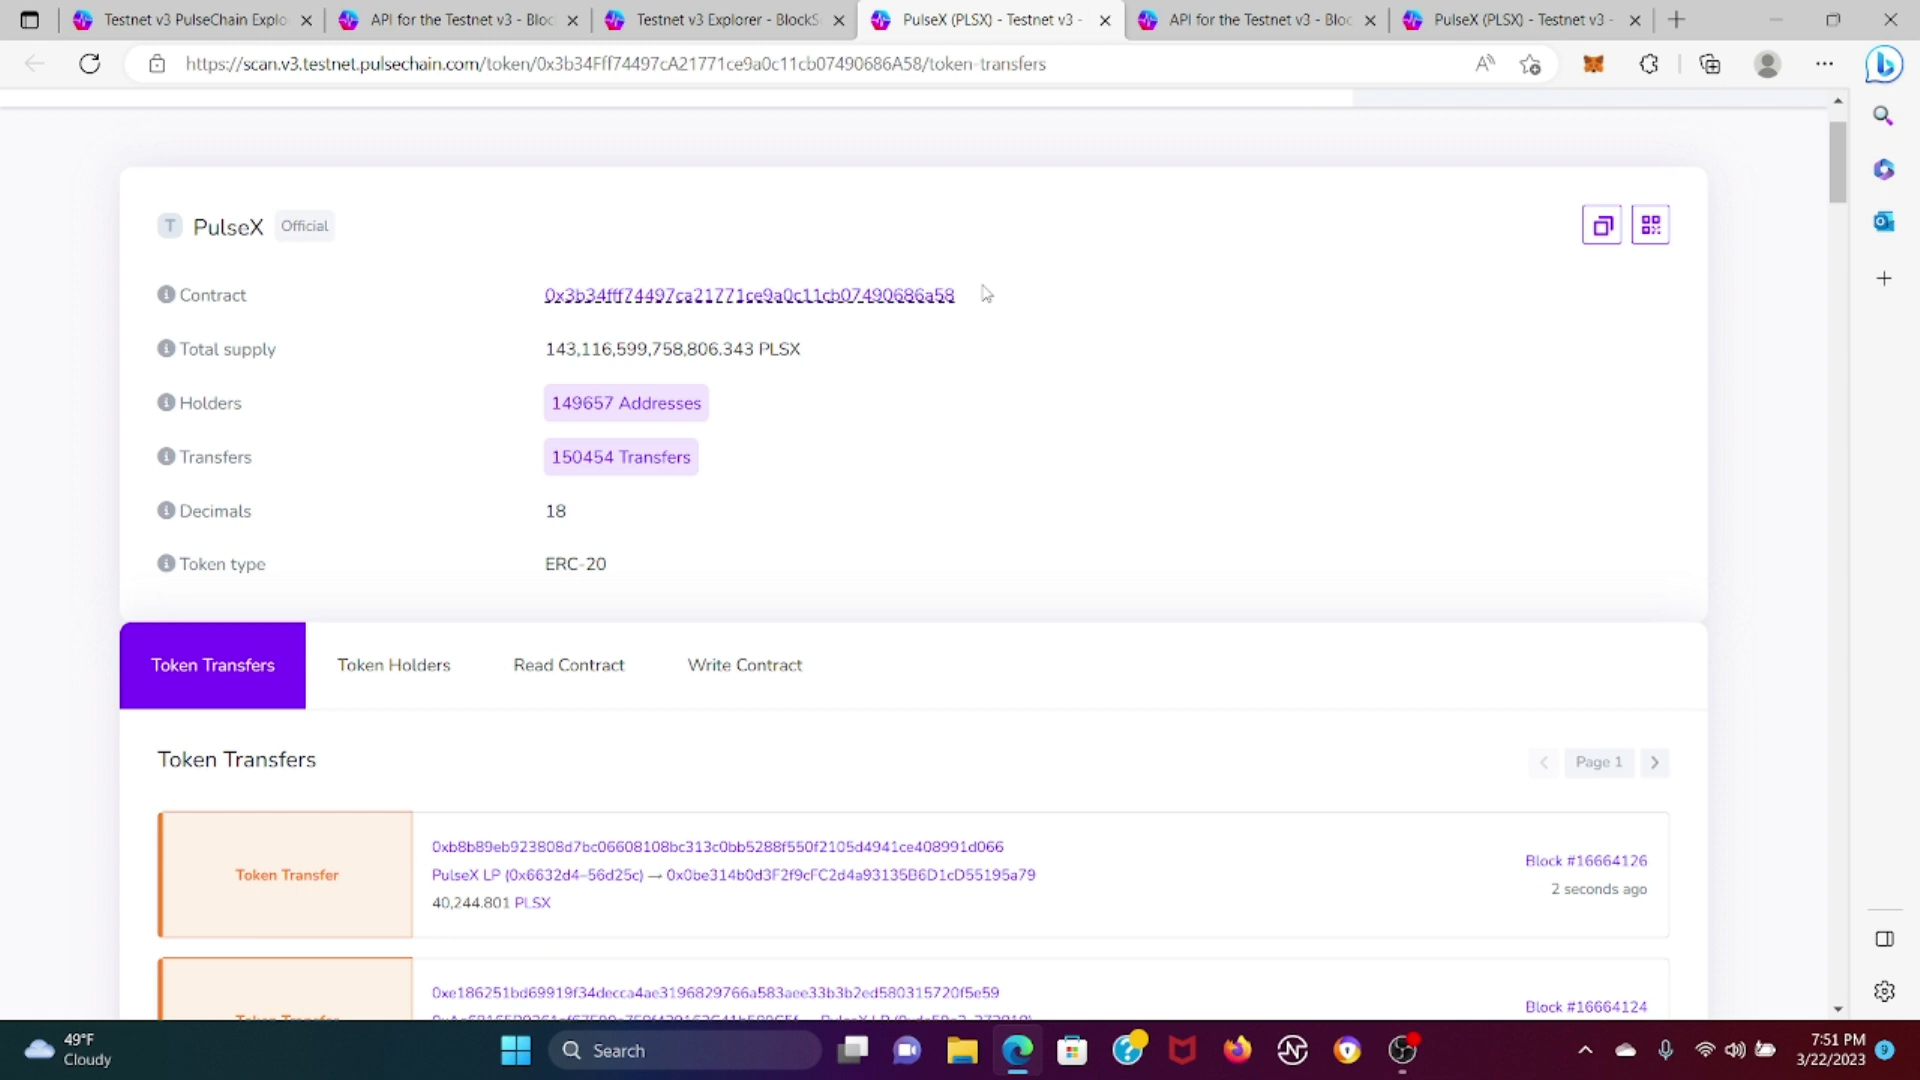 Testnet v3 PulseChain Explo
API for the Testnet v3 - Bloc
Testnet v3 Explorer - BlockSc
PulseX (PLSX) - Testnet v3 -
API for the Testnet v3 - Bloc
PulseX (PLSX) - Testnet v3 -
https://scan.v3.testnet.pulsechain.com/token/0x3b34Fff74497cA21771ce9a0c11cb07490686A58/token-transfers
T PulseX Official
Contract 0x3b34fff74497ca21771ce9a0c11cb07490686a58
Total supply 143,116,599,758,806.343 PLSX
Holders 149657 Addresses
Transfers 150454 Transfers
Decimals 18
Token type ERC-20
Token Transfers Token Holders Read Contract Write Contract
Token Transfers
Page 1
Token Transfer
0xb8b89eb923808d7bc06608108bc313c0bb5288f550f2105d4941ce408991d066
PulseX LP (0x6632d4–56d25c) → 0x0be314b0d3F2f9cFC2d4a93135B6D1cD55195a79
40,244.801 PLSX
Block #16664126
2 seconds ago
0xe186251bd69919f34decca4ae3196829766a583aee33b3b2ed580315720f5e59
Block #16664124
49°F
Cloudy
Search
7:51 PM
3/22/2023
9